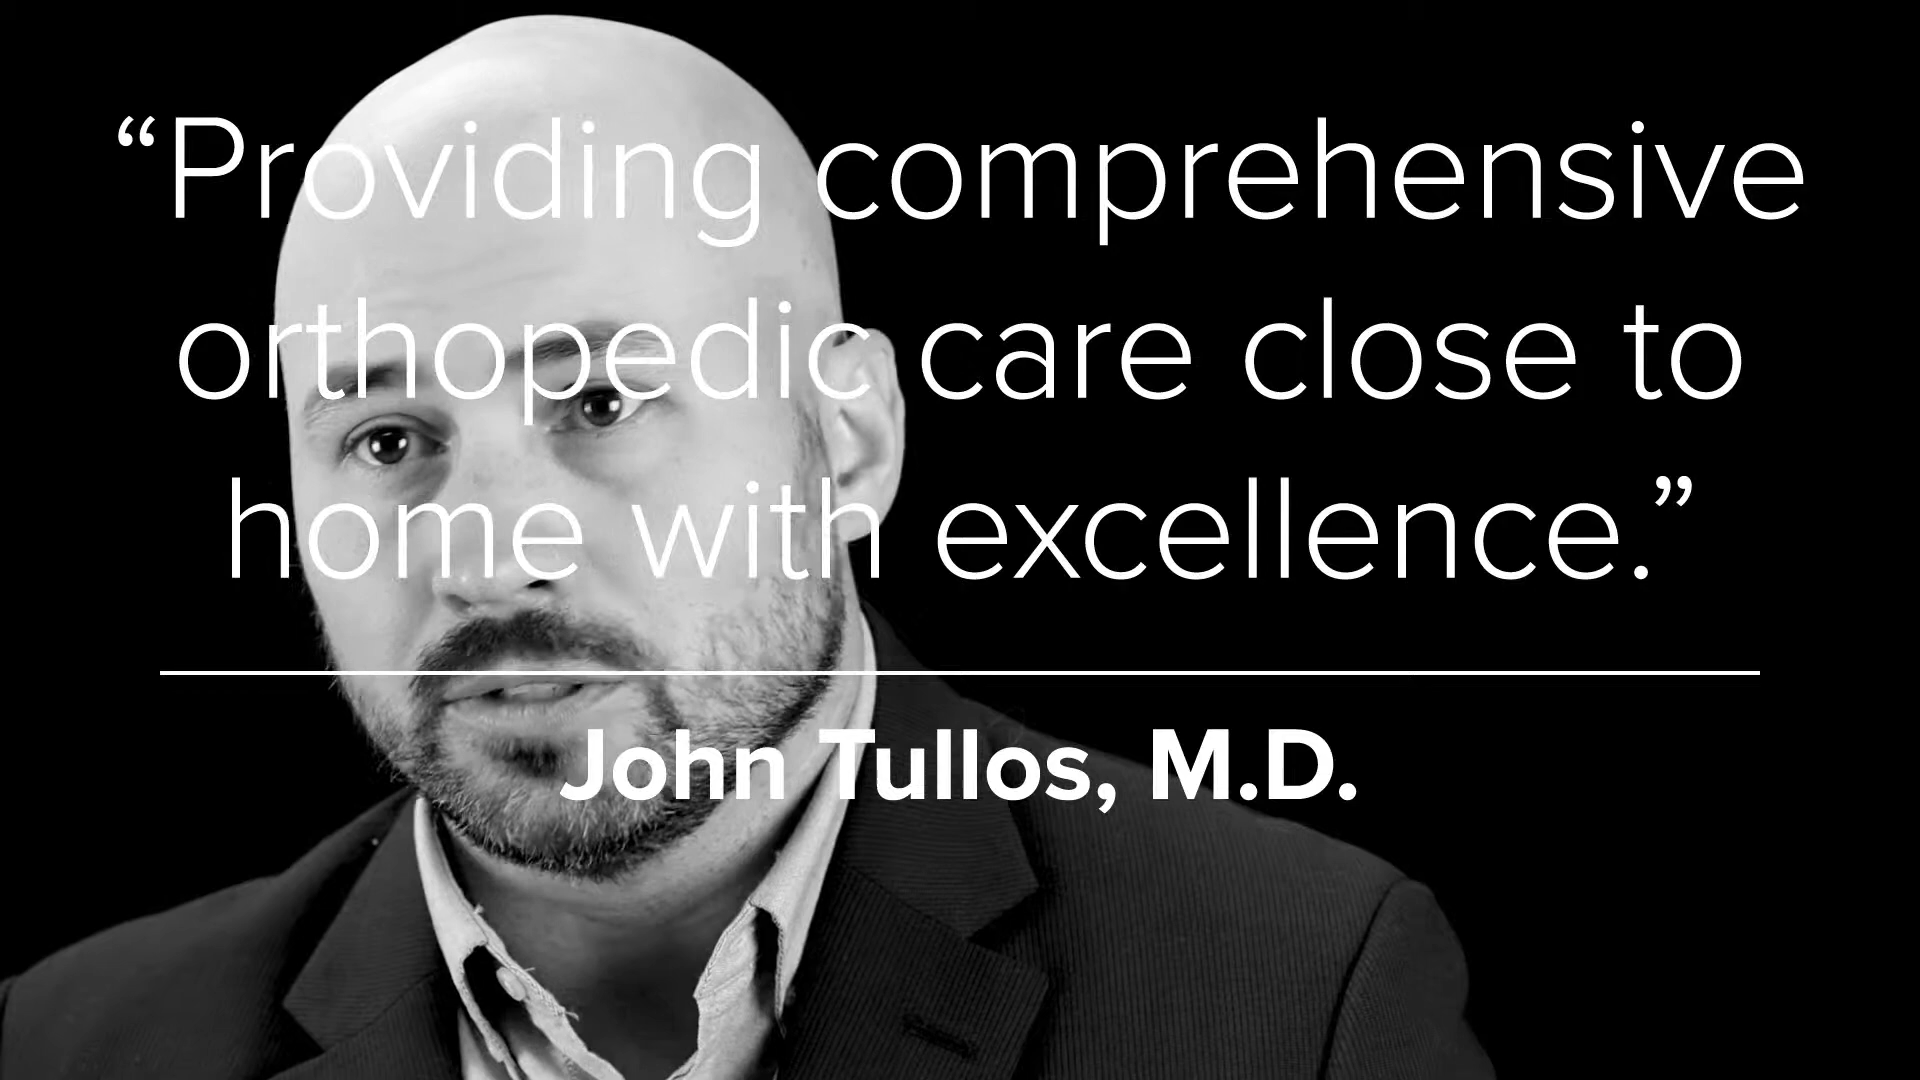 “Providing comprehensive
orthopedic care close to
home with excellence.”
John Tullos, M.D.